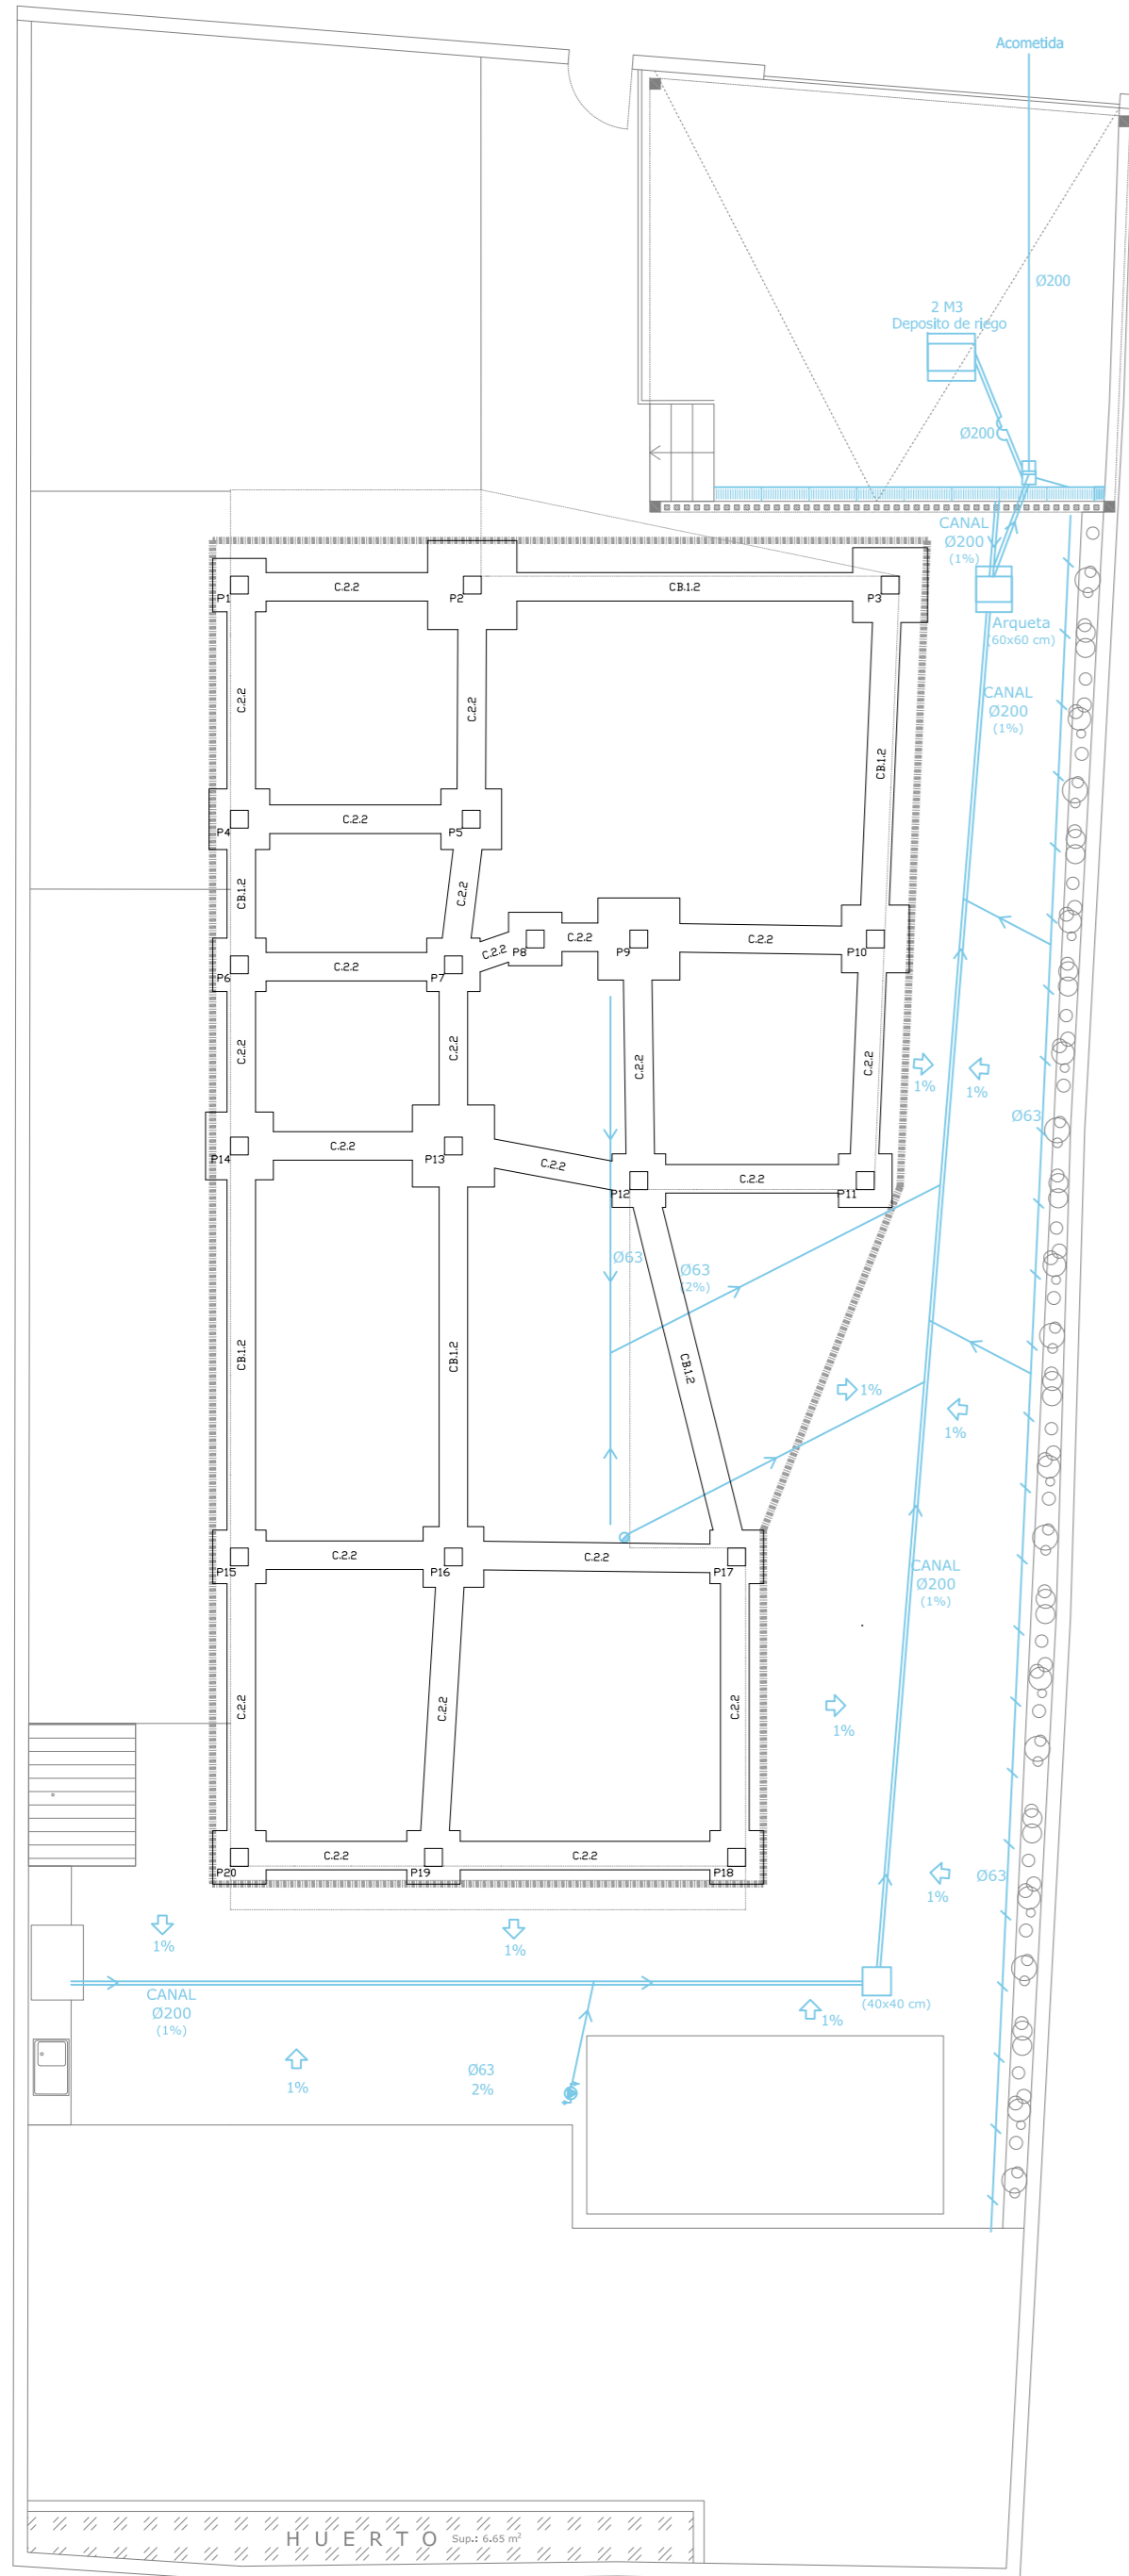 Acometida
Ø200
2 M3
Deposito de riego
Ø200
CANAL
Ø200
(1%)
P1
C.2.2
P2
CB.1.2
P3
Arqueta
(60x60 cm)
C.2.2
C.2.2
CANAL
Ø200
(1%)
CB.1.2
P4
C.2.2
P5
CB.1.2
C.2.2
C.2.2
P8
C.2.2
P9
C.2.2
P10
P6
C.2.2
P7
C.2.2
C.2.2
C.2.2
C.2.2
1%
1%
Ø63
P14
C.2.2
P13
C.2.2
P12
C.2.2
P11
Ø63
Ø63
(2%)
CB.1.2
CB.1.2
CB.1.2
1%
1%
P15
C.2.2
P16
C.2.2
P17
CANAL
Ø200
(1%)
C.2.2
C.2.2
C.2.2
1%
P20
C.2.2
P19
C.2.2
P18
Ø63
1%
1%
1%
CANAL
Ø200
(1%)
(40x40 cm)
1%
1%
Ø63
2%
HUERTO Sup.: 6.65 m²